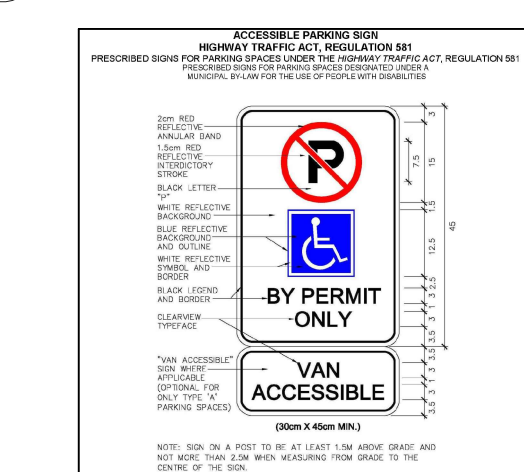 ACCESSIBLE PARKING SIGN
HIGHWAY TRAFFIC ACT, REGULATION 581
PRESCRIBED SIGNS FOR PARKING SPACES UNDER THE HIGHWAY TRAFFIC ACT, REGULATION 581
PRESCRIBED SIGNS FOR PARKING SPACES DESIGNATED UNDER A
MUNICIPAL BY-LAW FOR THE USE OF PEOPLE WITH DISABILITIES
2cm RED
REFLECTIVE
ANNULAR BAND
1.5cm RED
REFLECTIVE
INTERDICTORY
STROKE
BLACK LETTER
"P"
WHITE REFLECTIVE
BACKGROUND
BLUE REFLECTIVE
BACKGROUND
AND OUTLINE
WHITE REFLECTIVE
SYMBOL AND
BORDER
BLACK LEGEND
AND BORDER
CLEARVIEW
TYPEFACE
"VAN ACCESSIBLE"
SIGN WHERE
APPLICABLE
(OPTIONAL FOR
ONLY TYPE 'A'
PARKING SPACES)
P
BY PERMIT
ONLY
VAN
ACCESSIBLE
3
15
7.5
1.5
12.5
2.5
3
1
3
3.5
45
3.5
3
1
3
3.5
(30cm X 45cm MIN.)
NOTE: SIGN ON A POST TO BE AT LEAST 1.5M ABOVE GRADE AND
NOT MORE THAN 2.5M WHEN MEASURING FROM GRADE TO THE
CENTRE OF THE SIGN.